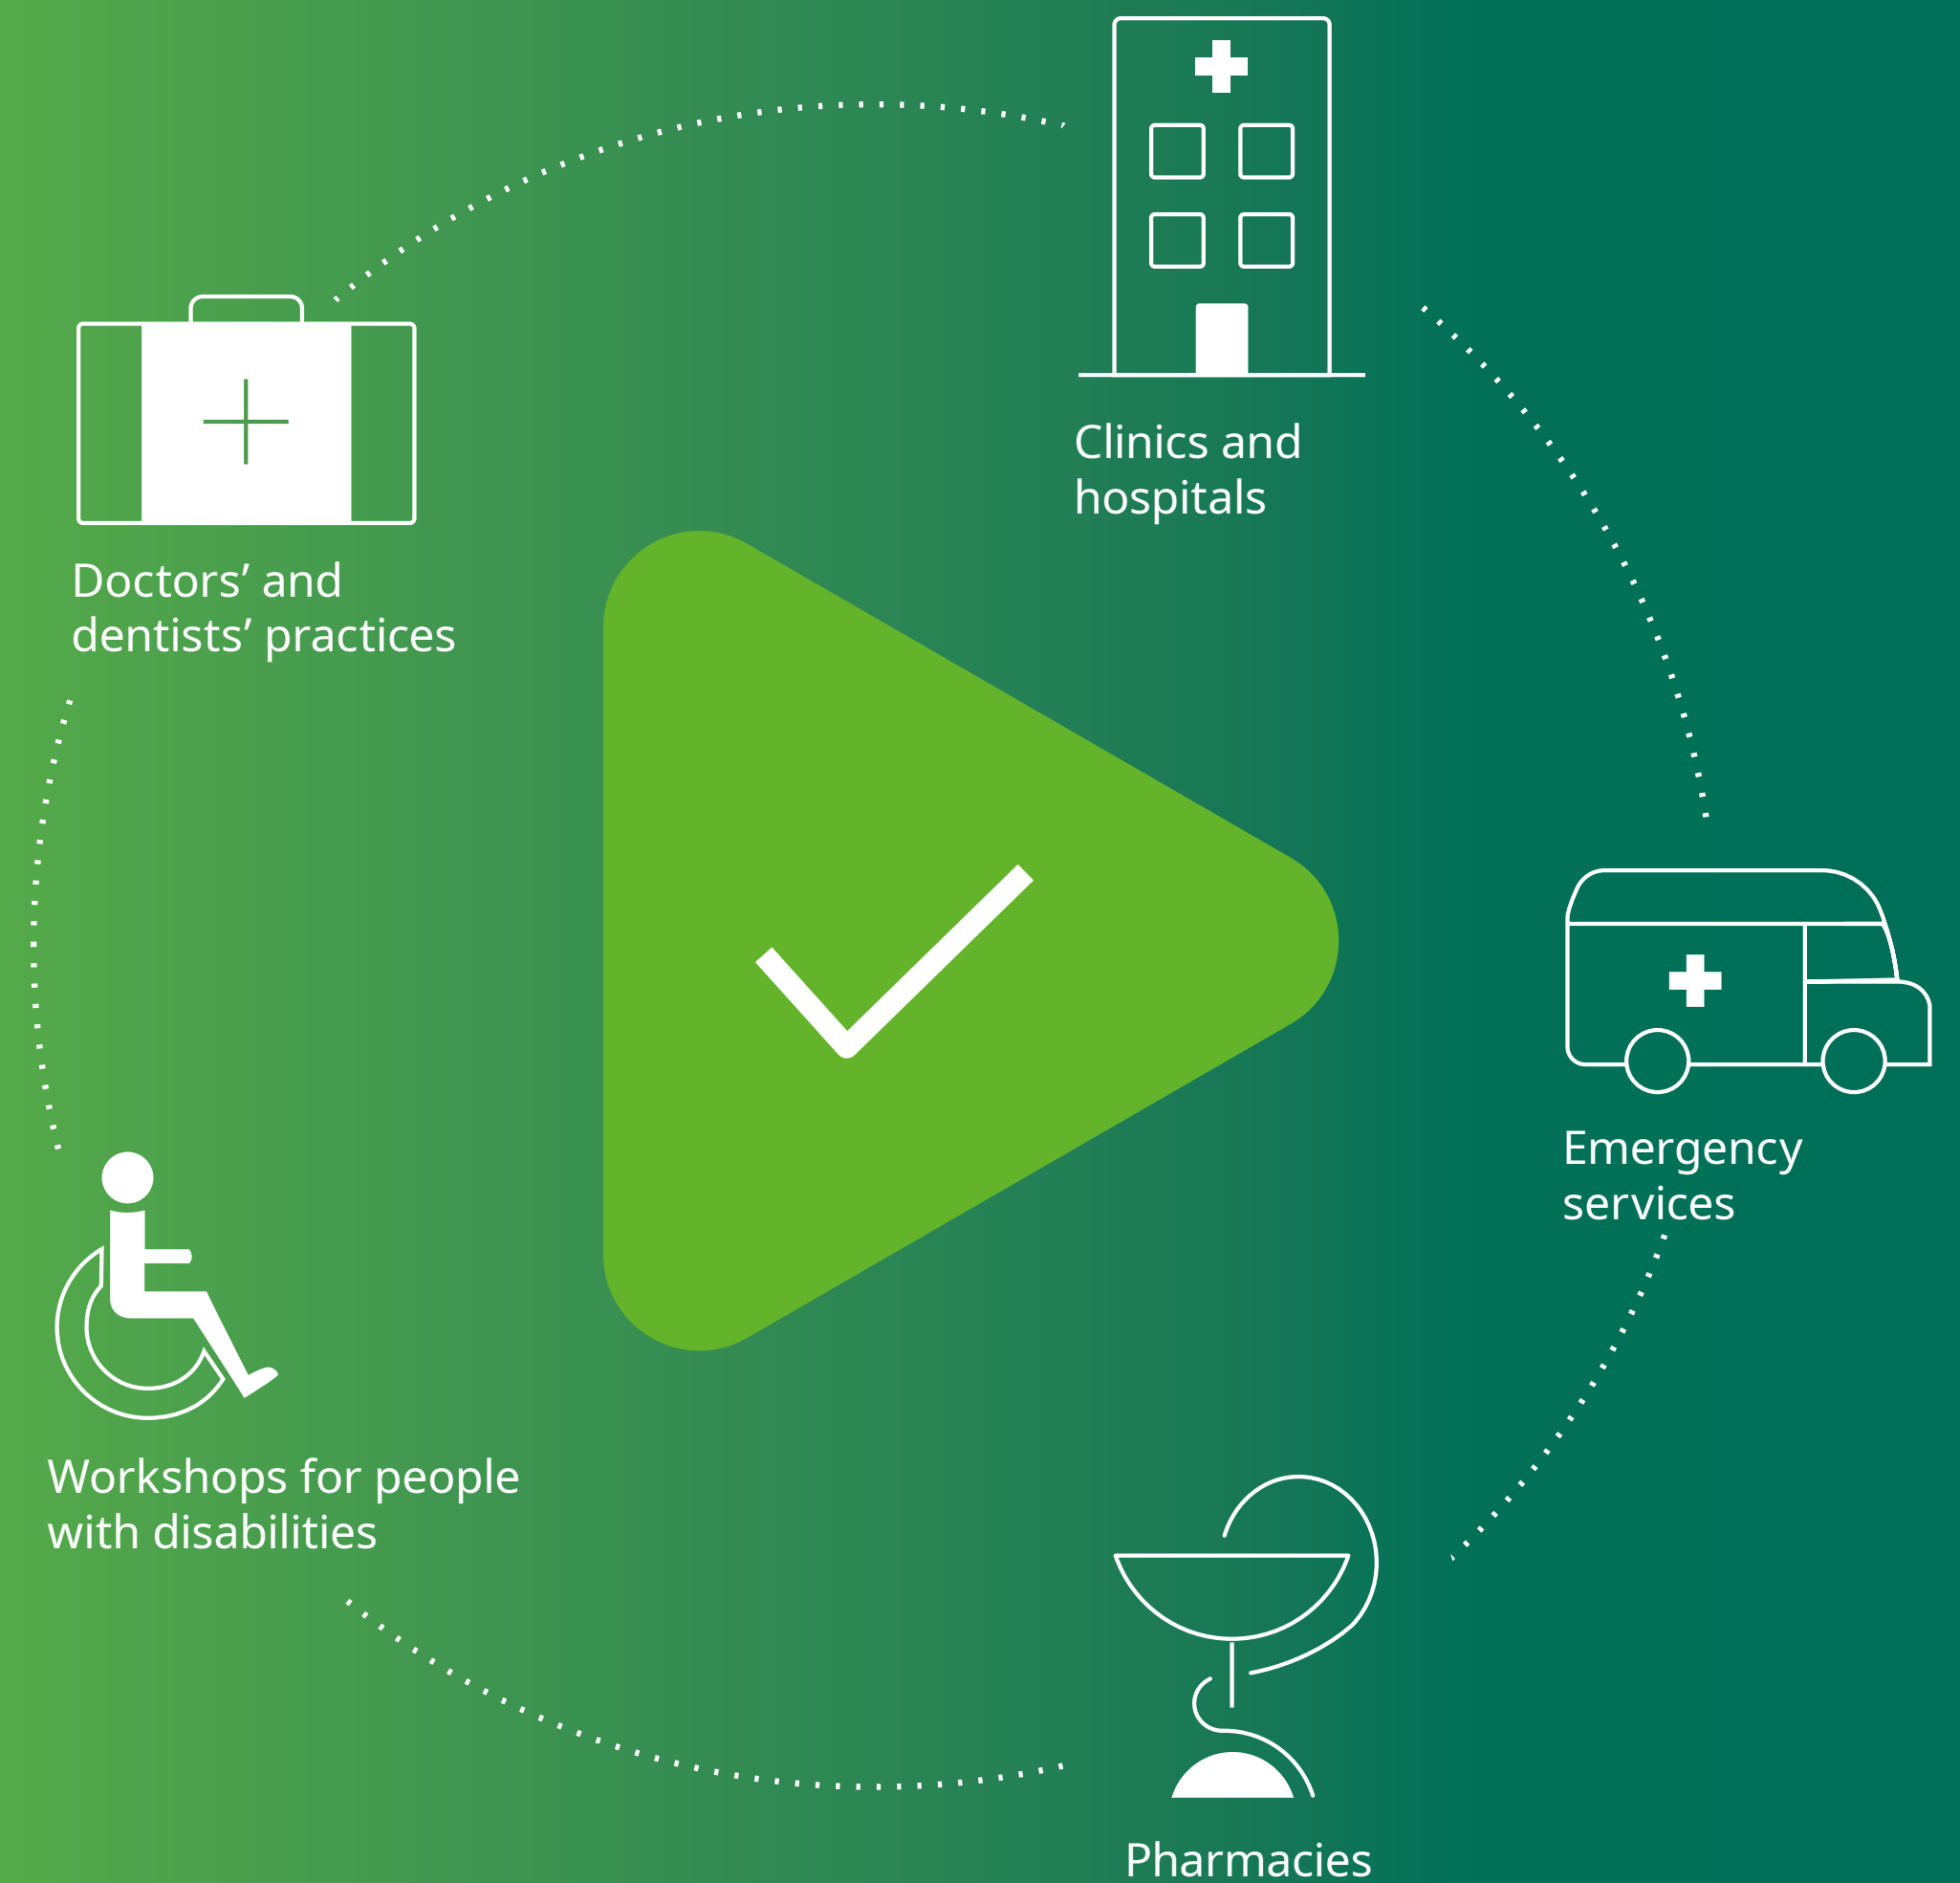 Clinics and
hospitals
Doctors’ and
dentists’ practices
Emergency
services
Workshops for people
with disabilities
Pharmacies